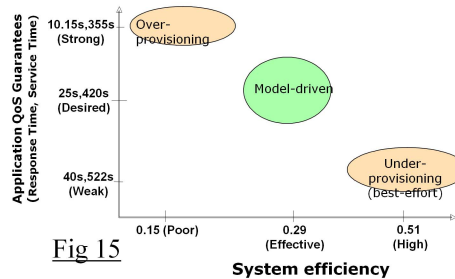 Application QoS Guarantees
(Response Time, Service Time)
10.15s,355s
(Strong)
25s,420s
(Desired)
40s,522s
(Weak)
Over-
provisioning
Model-driven
Under-
provisioning
(best-effort)
0.15 (Poor)
0.29
(Effective)
0.51
(High)
System efficiency
Fig 15